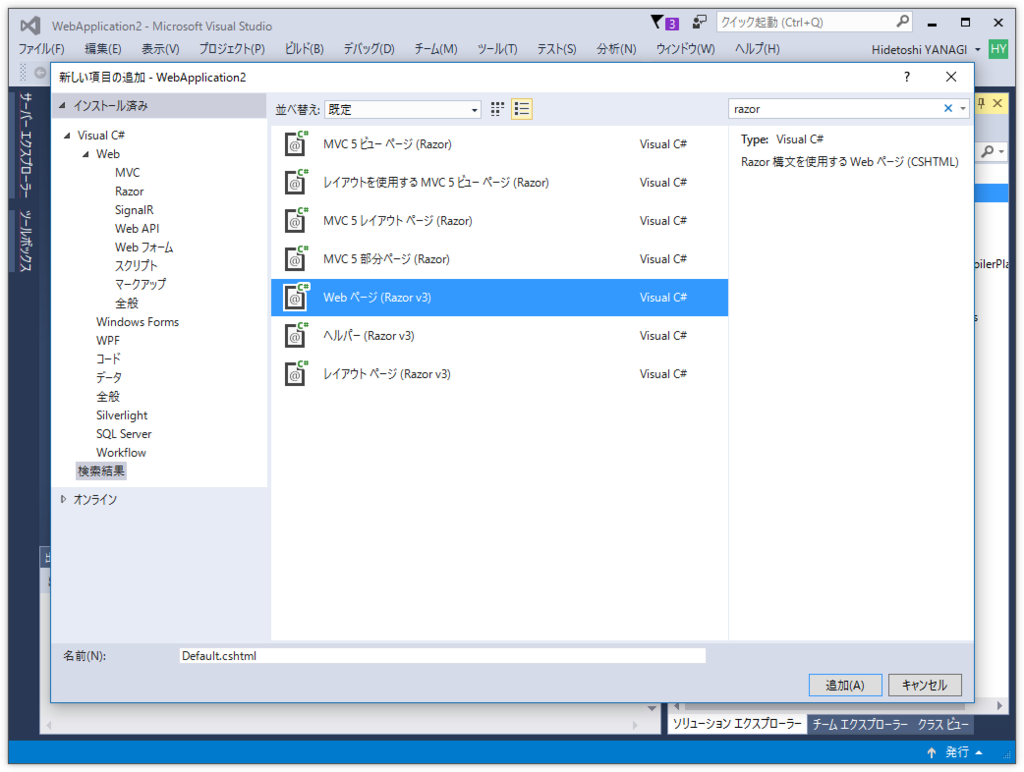 WebApplication2 - Microsoft Visual Studio
3
クイック起動 (Ctrl+Q)
ファイル(F) 編集(E) 表示(V) プロジェクト(P) ビルド(B) デバッグ(D) チーム(M) ツール(T) テスト(S) 分析(N) ウィンドウ(W) ヘルプ(H) Hidetoshi YANAGI HY
サーバー エクスプローラー
ツールボックス
新しい項目の追加 - WebApplication2 ?
インストール済み
並べ替え: 既定
razor
Visual C#
Web
MVC
Razor
SignalR
Web API
Web フォーム
スクリプト
マークアップ
全般
Windows Forms
WPF
コード
データ
全般
Silverlight
SQL Server
Workflow
検索結果
オンライン
MVC 5 ビュー ページ (Razor) Visual C#
レイアウトを使用する MVC 5 ビュー ページ (Razor) Visual C#
MVC 5 レイアウト ページ (Razor) Visual C#
MVC 5 部分ページ (Razor) Visual C#
Web ページ (Razor v3) Visual C#
ヘルパー (Razor v3) Visual C#
レイアウト ページ (Razor v3) Visual C#
Type: Visual C#
Razor 構文を使用する Web ページ (CSHTML)
名前(N): Default.cshtml
追加(A) キャンセル
ソリューション エクスプローラー チーム エクスプローラー クラス ビュー
発行